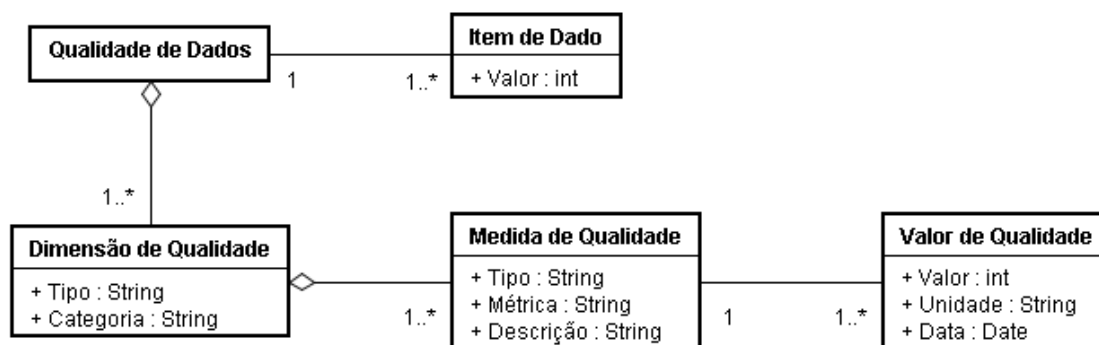 Qualidade de Dados
1
1..*
Item de Dado
+ Valor : int
1..*
Dimensão de Qualidade
+ Tipo : String
+ Categoria : String
1..*
Medida de Qualidade
+ Tipo : String
+ Métrica : String
+ Descrição : String
1
1..*
Valor de Qualidade
+ Valor : int
+ Unidade : String
+ Data : Date